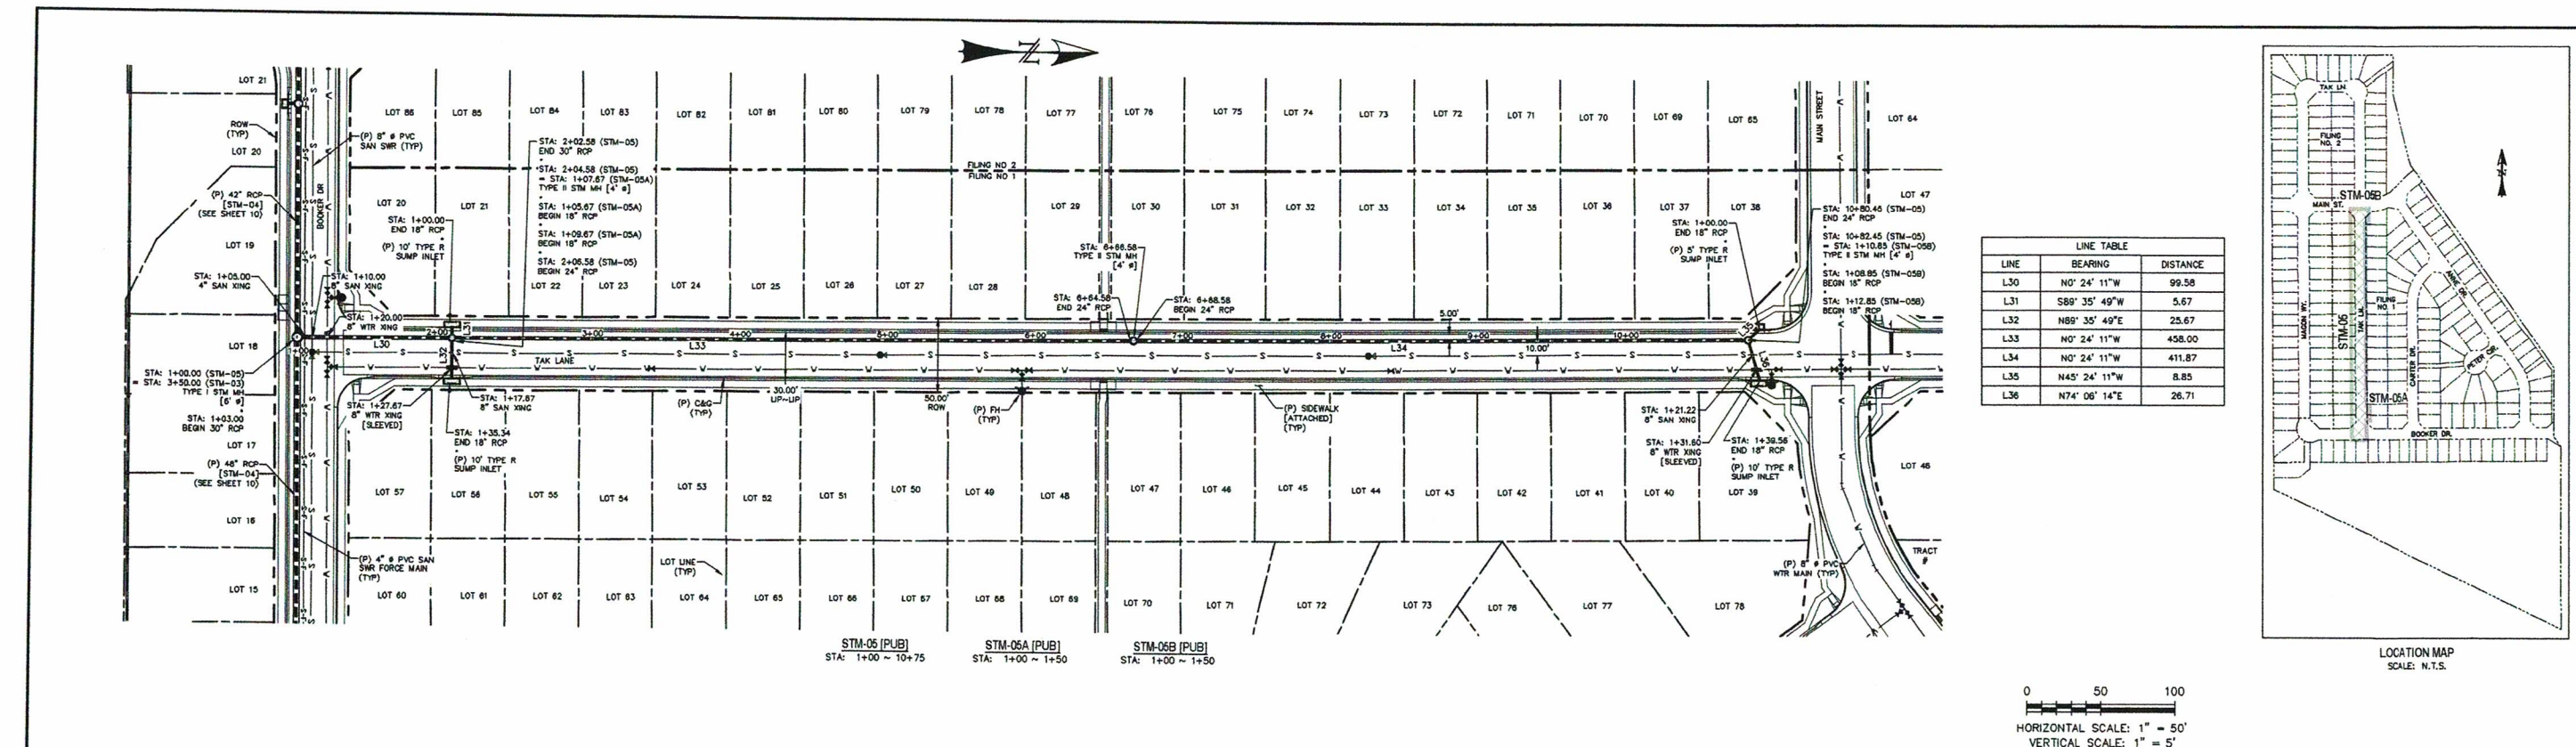 N
LOT 21
LOT 86
LOT 85
LOT 84
LOT 83
LOT 82
LOT 81
LOT 80
LOT 79
LOT 78
LOT 77
LOT 76
LOT 75
LOT 74
LOT 73
LOT 72
LOT 71
LOT 70
LOT 69
LOT 65
MAIN STREET
LOT 64
ROW
(TYP)
(P) 8" ø PVC
SAN SWR (TYP)
LOT 20
BOOKER DR
(P) 42" RCP
[STM-04]
(SEE SHEET 10)
LOT 19
STA: 2+02.58 (STM-05)
END 30" RCP
STA: 2+04.58 (STM-05)
= STA: 1+07.67 (STM-05A)
TYPE II STM MH [4' ø]
STA: 1+05.67 (STM-05A)
BEGIN 18" RCP
STA: 1+09.67 (STM-05A)
BEGIN 18" RCP
STA: 2+06.58 (STM-05)
BEGIN 24" RCP
FILING NO 2
FILING NO 1
LOT 20
LOT 21
STA: 1+00.00
END 18" RCP
(P) 10' TYPE R
SUMP INLET
LOT 22
LOT 23
LOT 24
LOT 25
LOT 26
LOT 27
LOT 28
LOT 29
LOT 30
LOT 31
LOT 32
LOT 33
LOT 34
LOT 35
LOT 36
LOT 37
LOT 38
LOT 47
STA: 1+05.00
4" SAN XING
STA: 1+10.00
8" SAN XING
STA: 1+20.00
8" WTR XING
STA: 6+66.58
TYPE II STM MH
[4' ø]
STA: 6+64.58
END 24" RCP
STA: 6+68.58
BEGIN 24" RCP
STA: 1+00.00
END 18" RCP
(P) 5' TYPE R
SUMP INLET
STA: 10+80.45 (STM-05)
END 24" RCP
STA: 10+82.45 (STM-05)
= STA: 1+10.85 (STM-05B)
TYPE II STM MH [4' ø]
STA: 1+08.85 (STM-05B)
BEGIN 18" RCP
STA: 1+12.85 (STM-05B)
BEGIN 18" RCP
5.00'
10.00'
1+00
2+00
3+00
4+00
5+00
6+00
7+00
8+00
9+00
10+00
L30
L31
L32
L33
L34
L35
L36
TAK LANE
LOT 18
STA: 1+00.00 (STM-05)
= STA: 3+50.00 (STM-03)
TYPE I STM MH
[6' ø]
STA: 1+03.00
BEGIN 30" RCP
LOT 17
STA: 1+27.67
8" WTR XING
[SLEEVED]
STA: 1+17.67
8" SAN XING
STA: 1+35.34
END 18" RCP
(P) 10' TYPE R
SUMP INLET
(P) C&G
(TYP)
30.00'
LIP~LIP
50.00'
ROW
(P) FH
(TYP)
(P) SIDEWALK
[ATTACHED]
(TYP)
STA: 1+21.22
8" SAN XING
STA: 1+31.60
8" WTR XING
[SLEEVED]
STA: 1+39.56
END 18" RCP
(P) 10' TYPE R
SUMP INLET
(P) 48" RCP
[STM-04]
(SEE SHEET 10)
LOT 57
LOT 56
LOT 55
LOT 54
LOT 53
LOT 52
LOT 51
LOT 50
LOT 49
LOT 48
LOT 47
LOT 46
LOT 45
LOT 44
LOT 43
LOT 42
LOT 41
LOT 40
LOT 39
LOT 46
LOT 16
(P) 4" ø PVC SAN
SWR FORCE MAIN
(TYP)
LOT LINE
(TYP)
(P) 8" ø PVC
WTR MAIN (TYP)
TRACT
#
LOT 15
LOT 60
LOT 61
LOT 62
LOT 63
LOT 64
LOT 65
LOT 66
LOT 67
LOT 68
LOT 69
LOT 70
LOT 71
LOT 72
LOT 73
LOT 76
LOT 77
LOT 78
STM-05 [PUB]
STA: 1+00 ~ 10+75
STM-05A [PUB]
STA: 1+00 ~ 1+50
STM-05B [PUB]
STA: 1+00 ~ 1+50
LINE TABLE
LINE BEARING DISTANCE
L30 N0° 24' 11"W 99.58
L31 S89° 35' 49"W 5.67
L32 N89° 35' 49"E 25.67
L33 N0° 24' 11"W 458.00
L34 N0° 24' 11"W 411.87
L35 N45° 24' 11"W 8.85
L36 N74° 06' 14"E 26.71
TAK LN.
FILING
NO. 2
STM-05B
MAIN ST.
MASON WY.
STM-05
TAK LN.
FILING
NO. 1
ANNE DR.
CARTER DR.
PETER CIR.
STM-05A
BOOKER DR.
N
LOCATION MAP
SCALE: N.T.S.
0 50 100
HORIZONTAL SCALE: 1" = 50'
VERTICAL SCALE: 1" = 5'